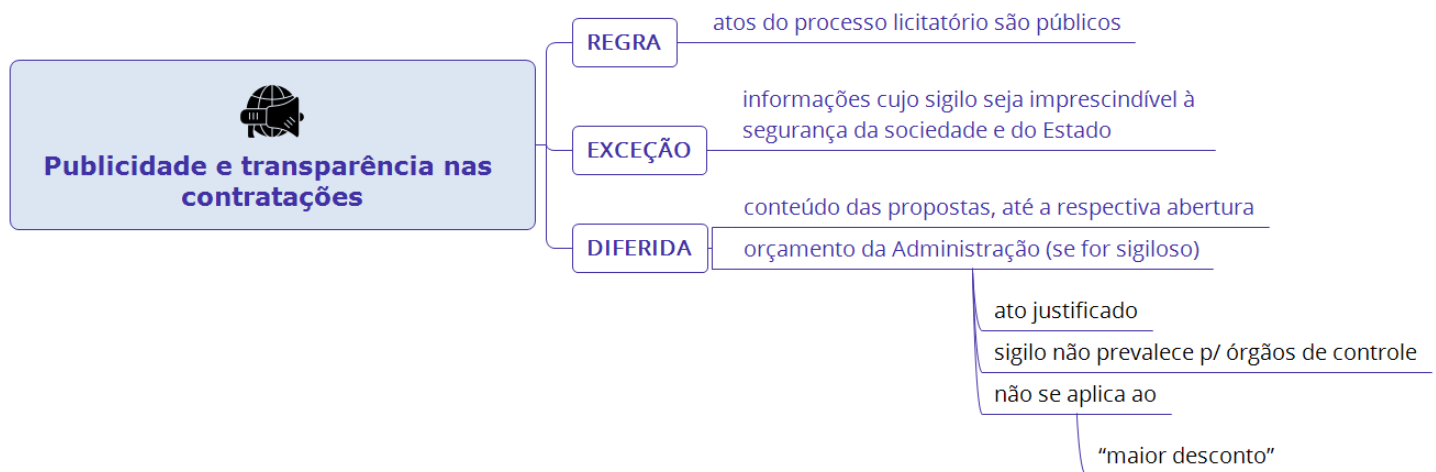 Publicidade e transparência nas
contratações
REGRA
atos do processo licitatório são públicos
EXCEÇÃO
informações cujo sigilo seja imprescindível à
segurança da sociedade e do Estado
DIFERIDA
conteúdo das propostas, até a respectiva abertura
orçamento da Administração (se for sigiloso)
ato justificado
sigilo não prevalece p/ órgãos de controle
não se aplica ao
“maior desconto”